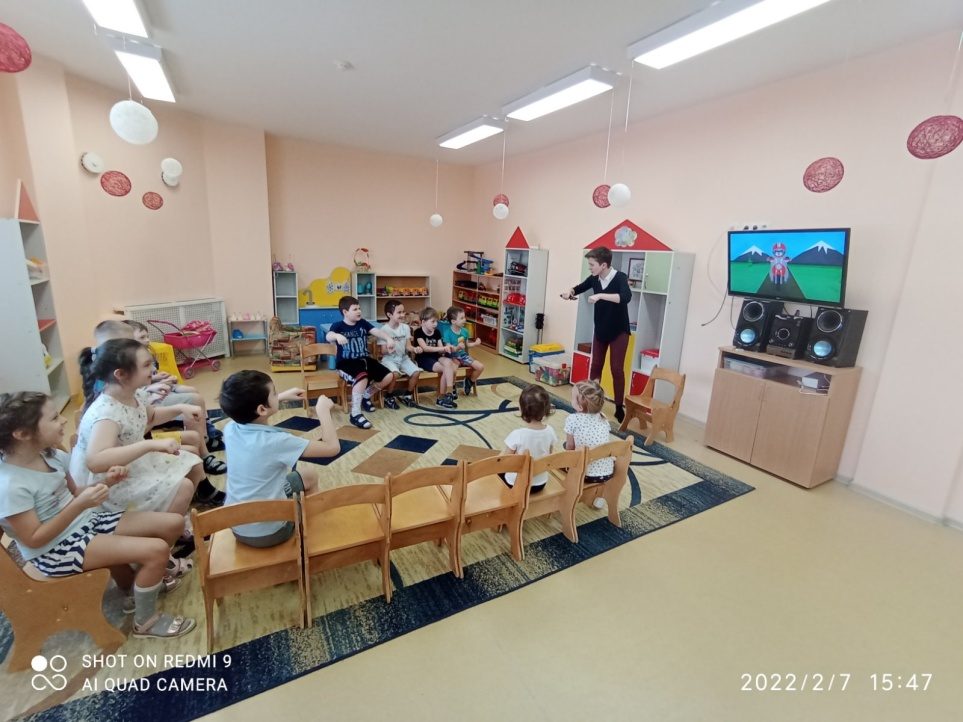 SHOT ON REDMI 9
AI QUAD CAMERA
2022/2/7 15:47